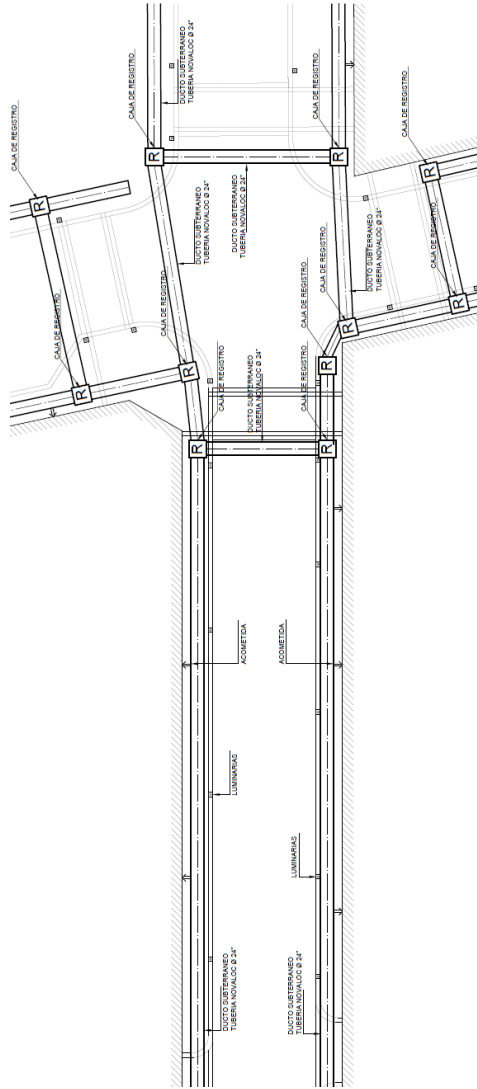 CAJA DE REGISTRO
CAJA DE REGISTRO
DUCTO SUBTERRANEO
TUBERIA NOVALOC Ø 24"
CAJA DE REGISTRO
CAJA DE REGISTRO
R
R
R
R
DUCTO SUBTERRANEO
TUBERIA NOVALOC Ø 24"
DUCTO SUBTERRANEO
TUBERIA NOVALOC Ø 24"
DUCTO SUBTERRANEO
TUBERIA NOVALOC Ø 24"
CAJA DE REGISTRO
CAJA DE REGISTRO
CAJA DE REGISTRO
CAJA DE REGISTRO
R
R
R
R
R
CAJA DE REGISTRO
CAJA DE REGISTRO
DUCTO SUBTERRANEO
TUBERIA NOVALOC Ø 24"
CAJA DE REGISTRO
R
R
ACOMETIDA
ACOMETIDA
LUMINARIAS
LUMINARIAS
DUCTO SUBTERRANEO
TUBERIA NOVALOC Ø 24"
DUCTO SUBTERRANEO
TUBERIA NOVALOC Ø 24"